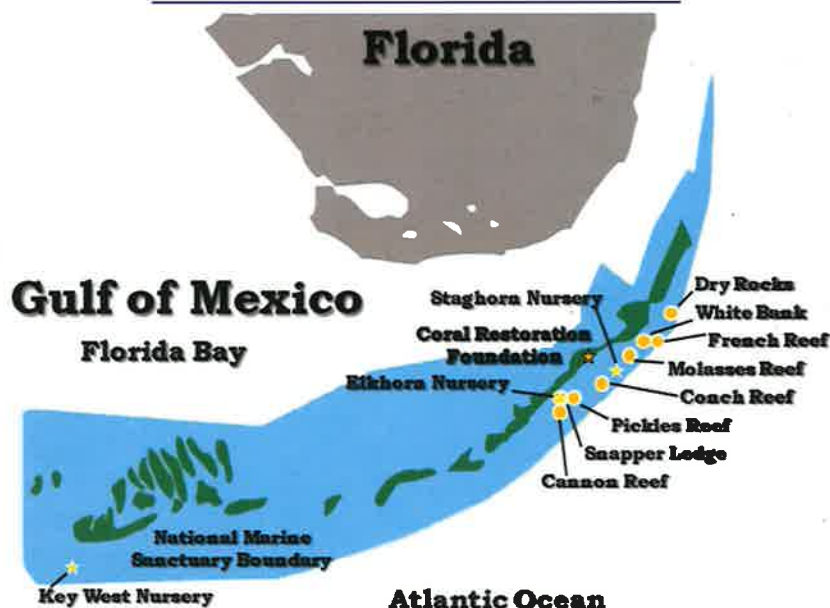 Florida
Gulf of Mexico
Florida Bay
Staghorn Nursery
Coral Restoration
Foundation
Elkhorn Nursery
Dry Rocks
White Bank
French Reef
Molasses Reef
Conch Reef
Pickles Reef
Snapper Ledge
Cannon Reef
National Marine
Sanctuary Boundary
Key West Nursery
Atlantic Ocean